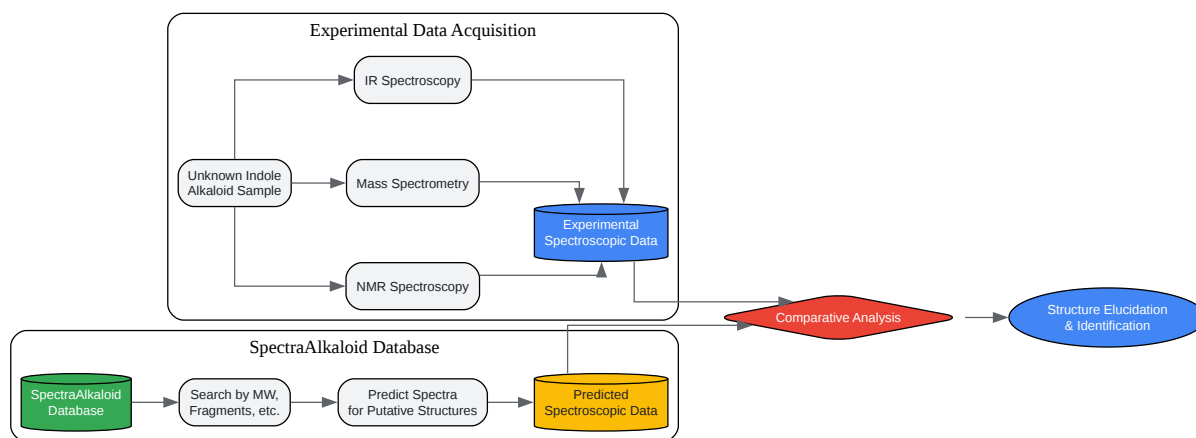 Experimental Data Acquisition
IR Spectroscopy
Unknown Indole
Alkaloid Sample
Mass Spectrometry
Experimental
Spectroscopic Data
NMR Spectroscopy
Comparative Analysis
Structure Elucidation
& Identification
SpectraAlkaloid Database
SpectraAlkaloid
Database
Search by MW,
Fragments, etc.
Predict Spectra
for Putative Structures
Predicted
Spectroscopic Data